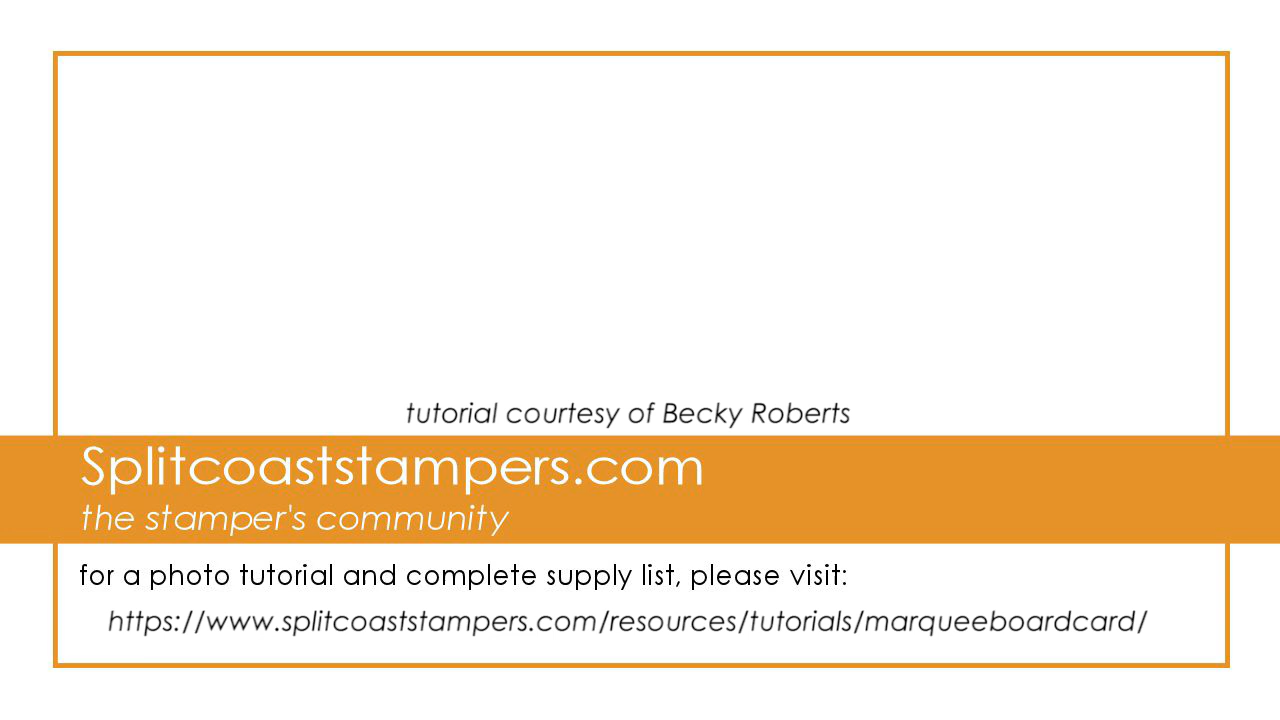 tutorial courtesy of Becky Roberts
Splitcoaststampers.com
the stamper's community
for a photo tutorial and complete supply list, please visit:
https://www.splitcoaststampers.com/resources/tutorials/marqueeboardcard/